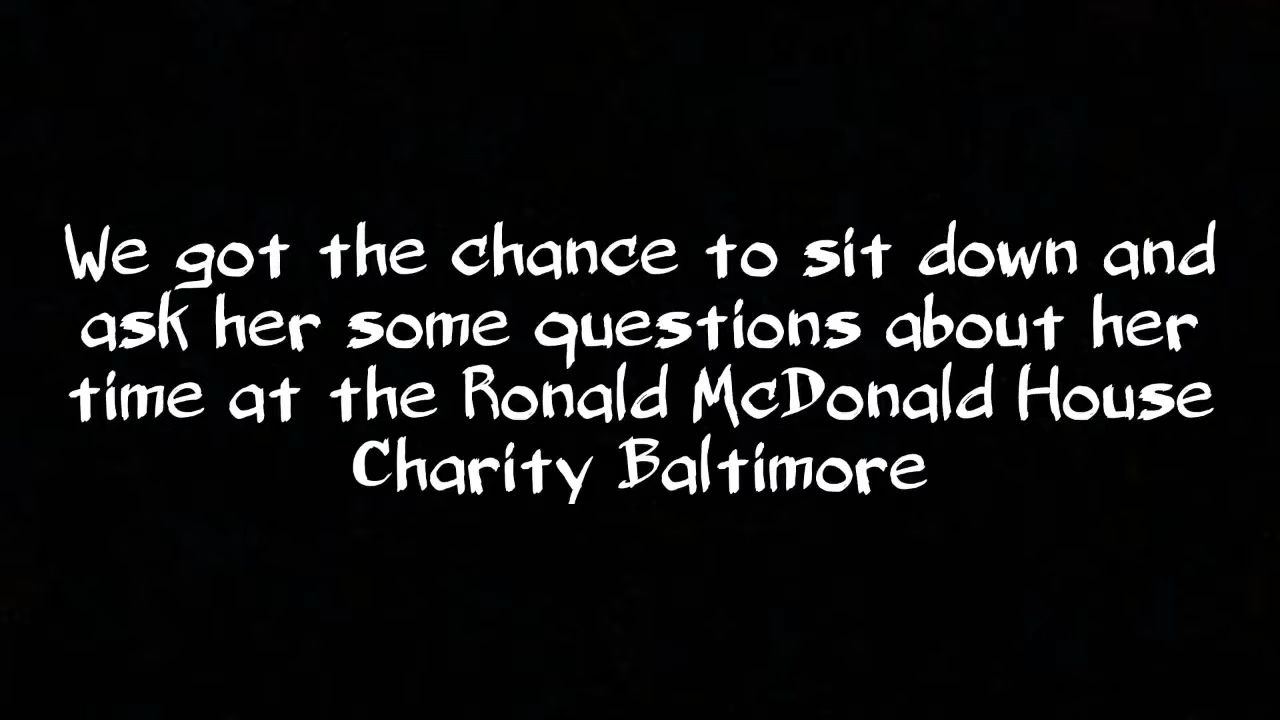 We got the chance to sit down and
ask her some questions about her
time at the Ronald McDonald House
Charity Baltimore